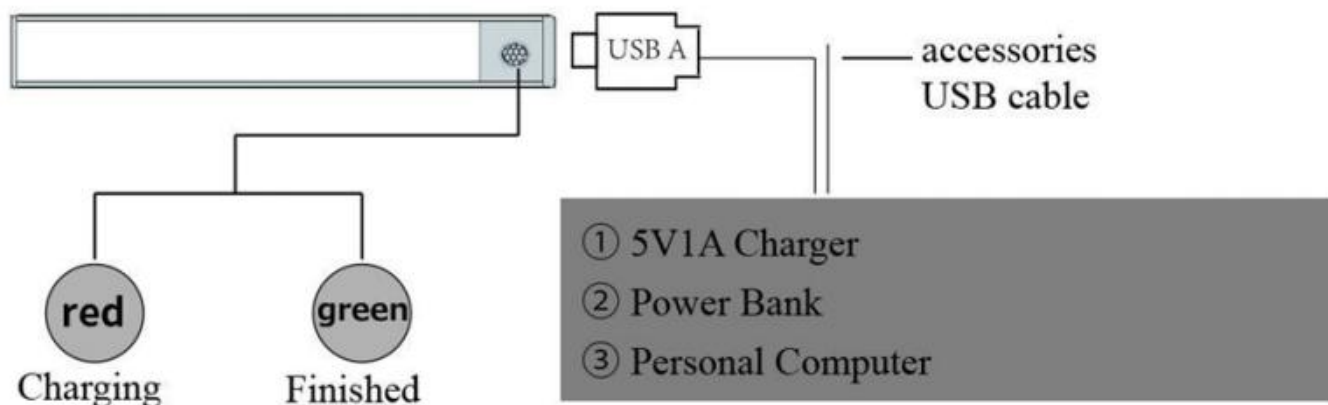 USB A
accessories
USB cable
① 5V1A Charger
② Power Bank
③ Personal Computer
red
green
Charging
Finished